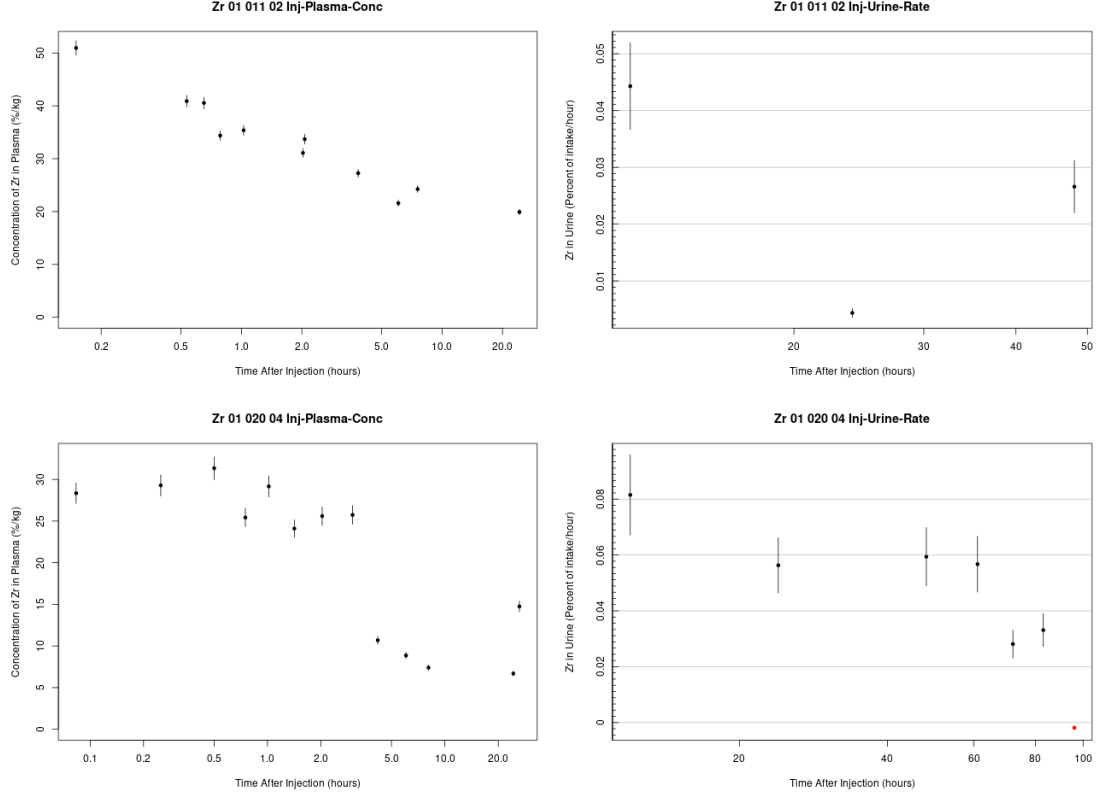 Zr 01 011 02 Inj-Plasma-Conc
Concentration of Zr in Plasma (%/kg)
50
40
30
20
10
0
0.2 0.5 1.0 2.0 5.0 10.0 20.0
Time After Injection (hours)
Zr 01 011 02 Inj-Urine-Rate
Zr in Urine (Percent of intake/hour)
0.05
0.04
0.03
0.02
0.01
20 30 40 50
Time After Injection (hours)
Zr 01 020 04 Inj-Plasma-Conc
Concentration of Zr in Plasma (%/kg)
30
25
20
15
10
5
0
0.1 0.2 0.5 1.0 2.0 5.0 10.0 20.0
Time After Injection (hours)
Zr 01 020 04 Inj-Urine-Rate
Zr in Urine (Percent of intake/hour)
0.08
0.06
0.04
0.02
0
20 40 60 80 100
Time After Injection (hours)